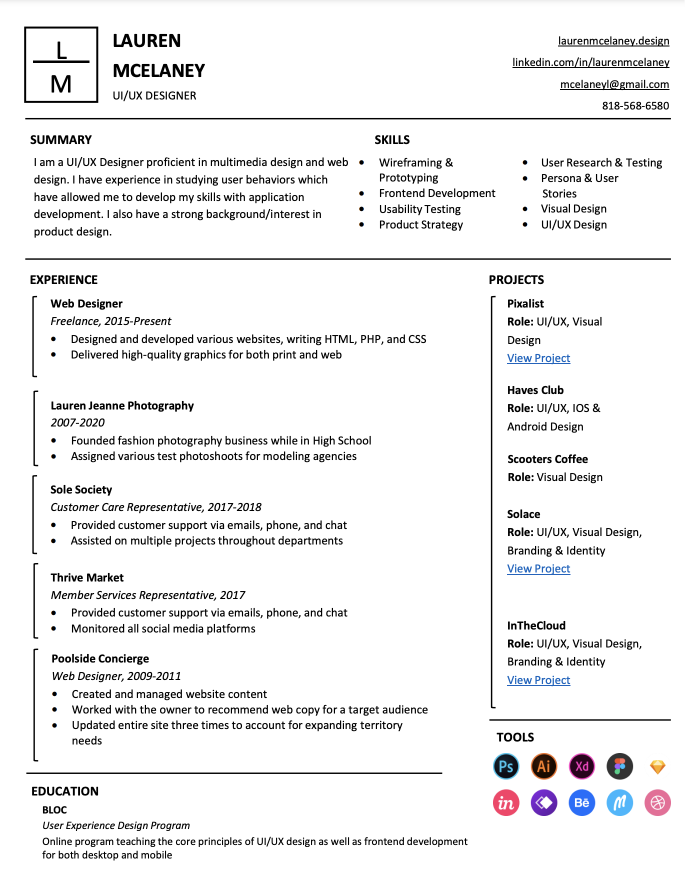 L
M
LAUREN
MCELANEY
UI/UX DESIGNER
laurenmcelaney.design
linkedin.com/in/laurenmcelaney
mcelaneyl@gmail.com
818-568-6580
SUMMARY
I am a UI/UX Designer proficient in multimedia design and web
design. I have experience in studying user behaviors which
have allowed me to develop my skills with application
development. I also have a strong background/interest in
product design.
SKILLS
• Wireframing &
Prototyping
• Frontend Development
• Usability Testing
• Product Strategy
• User Research & Testing
• Persona & User
Stories
• Visual Design
• UI/UX Design
EXPERIENCE
Web Designer
Freelance, 2015-Present
• Designed and developed various websites, writing HTML, PHP, and CSS
• Delivered high-quality graphics for both print and web
Lauren Jeanne Photography
2007-2020
• Founded fashion photography business while in High School
• Assigned various test photoshoots for modeling agencies
Sole Society
Customer Care Representative, 2017-2018
• Provided customer support via emails, phone, and chat
• Assisted on multiple projects throughout departments
Thrive Market
Member Services Representative, 2017
• Provided customer support via emails, phone, and chat
• Monitored all social media platforms
Poolside Concierge
Web Designer, 2009-2011
• Created and managed website content
• Worked with the owner to recommend web copy for a target audience
• Updated entire site three times to account for expanding territory
needs
EDUCATION
BLOC
User Experience Design Program
Online program teaching the core principles of UI/UX design as well as frontend development
for both desktop and mobile
PROJECTS
Pixalist
Role: UI/UX, Visual
Design
View Project
Haves Club
Role: UI/UX, IOS &
Android Design
Scooters Coffee
Role: Visual Design
Solace
Role: UI/UX, Visual Design,
Branding & Identity
View Project
InTheCloud
Role: UI/UX, Visual Design,
Branding & Identity
View Project
TOOLS
Ps Ai Xd
in Bē